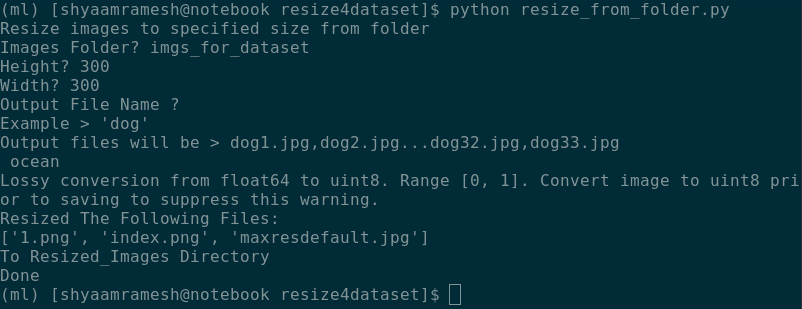 (ml) [shyaamramesh@notebook resize4dataset]$ python resize_from_folder.py
Resize images to specified size from folder
Images Folder? imgs_for_dataset
Height? 300
Width? 300
Output File Name ?
Example > 'dog'
Output files will be > dog1.jpg,dog2.jpg...dog32.jpg,dog33.jpg
 ocean
Lossy conversion from float64 to uint8. Range [0, 1]. Convert image to uint8 pri
or to saving to suppress this warning.
Resized The Following Files:
['1.png', 'index.png', 'maxresdefault.jpg']
To Resized_Images Directory
Done
(ml) [shyaamramesh@notebook resize4dataset]$